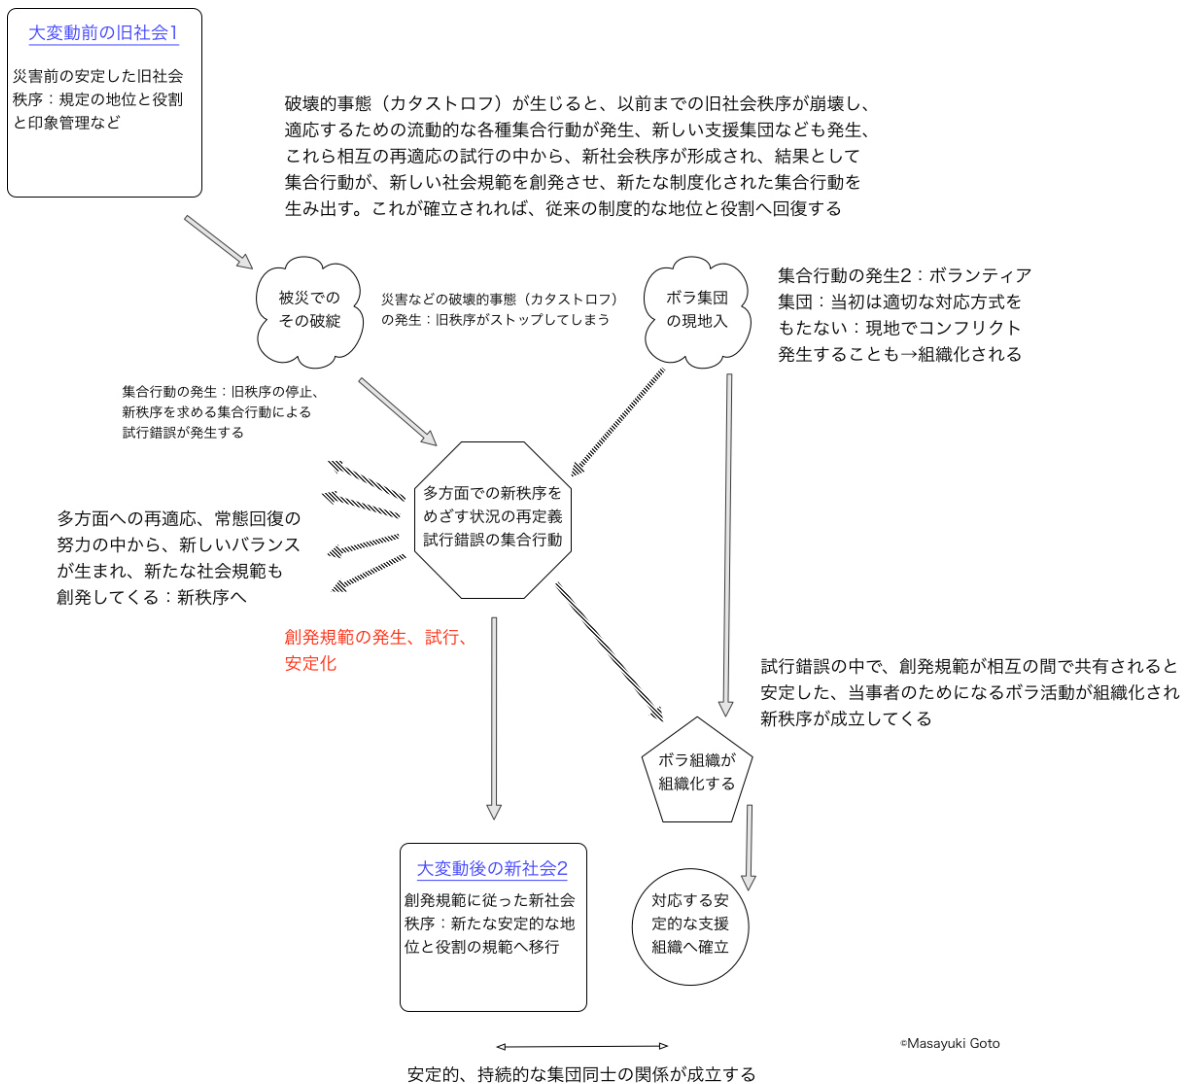 大変動前の旧社会1
災害前の安定した旧社会
秩序：規定の地位と役割
と印象管理など
破壊的事態（カタストロフ）が生じると、以前までの旧社会秩序が崩壊し、
適応するための流動的な各種集合行動が発生、新しい支援集団なども発生、
これら相互の再適応の試行の中から、新社会秩序が形成され、結果として
集合行動が、新しい社会規範を創発させ、新たな制度化された集合行動を
生み出す。これが確立されれば、従来の制度的な地位と役割へ回復する
被災での
その破綻
災害などの破壊的事態（カタストロフ）
の発生：旧秩序がストップしてしまう
ボラ集団
の現地入
集合行動の発生2：ボランティア
集団：当初は適切な対応方式を
もたない：現地でコンフリクト
発生することも→組織化される
集合行動の発生：旧秩序の停止、
新秩序を求める集合行動による
試行錯誤が発生する
多方面での新秩序を
めざす状況の再定義
試行錯誤の集合行動
多方面への再適応、常態回復の
努力の中から、新しいバランス
が生まれ、新たな社会規範も
創発してくる：新秩序へ
創発規範の発生、試行、
安定化
試行錯誤の中で、創発規範が相互の間で共有されると
安定した、当事者のためになるボラ活動が組織化され
新秩序が成立してくる
ボラ組織が
組織化する
大変動後の新社会2
創発規範に従った新社会
秩序：新たな安定的な地
位と役割の規範へ移行
対応する安
定的な支援
組織へ確立
©Masayuki Goto
安定的、持続的な集団同士の関係が成立する